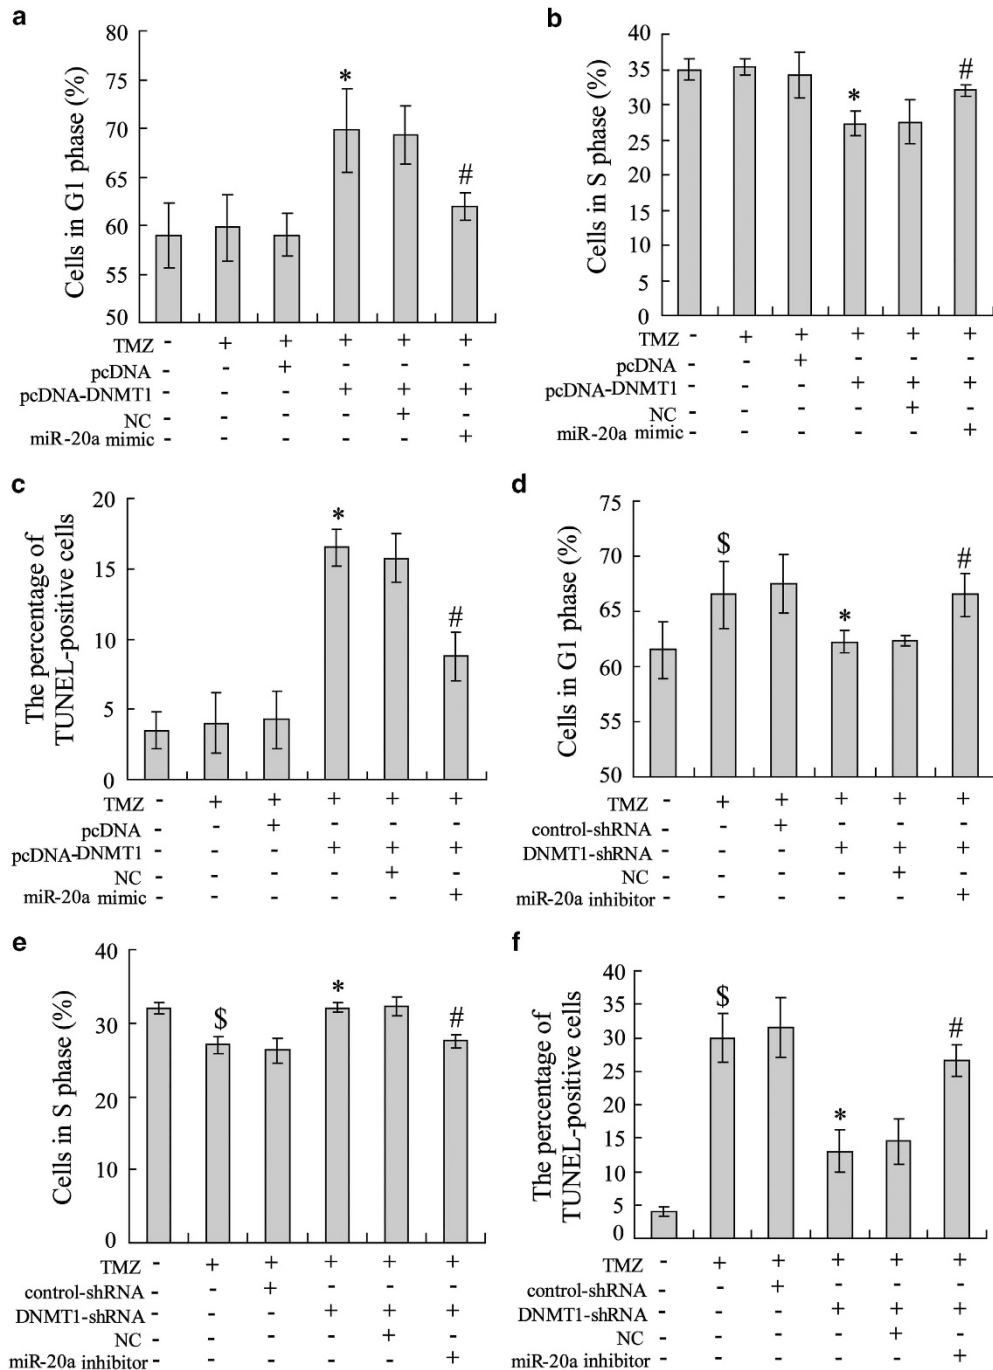 a
80
75
70
65
60
55
50
Cells in G1 phase (%)
*
#
TMZ - + + + + +
pcDNA - - + - - -
pcDNA-DNMT1 - - - + + +
NC - - - - + -
miR-20a mimic - - - - - +
b
40
35
30
25
20
15
10
5
0
Cells in S phase (%)
*
#
TMZ - + + + + +
pcDNA - - + - - -
pcDNA-DNMT1 - - - + + +
NC - - - - + -
miR-20a mimic - - - - - +
c
20
15
10
5
0
The percentage of
TUNEL-positive cells
*
#
TMZ - + + + + +
pcDNA - - + - - -
pcDNA-DNMT1 - - - + + +
NC - - - - + -
miR-20a mimic - - - - - +
d
75
70
65
60
55
50
Cells in G1 phase (%)
$
*
#
TMZ - + + + + +
control-shRNA - - + - - -
DNMT1-shRNA - - - + + +
NC - - - - + -
miR-20a inhibitor - - - - - +
e
40
30
20
10
0
Cells in S phase (%)
$
*
#
TMZ - + + + + +
control-shRNA - - + - - -
DNMT1-shRNA - - - + + +
NC - - - - + -
miR-20a inhibitor - - - - - +
f
40
35
30
25
20
15
10
5
0
The percentage of
TUNEL-positive cells
$
*
#
TMZ - + + + + +
control-shRNA - - + - - -
DNMT1-shRNA - - - + + +
NC - - - - + -
miR-20a inhibitor - - - - - +